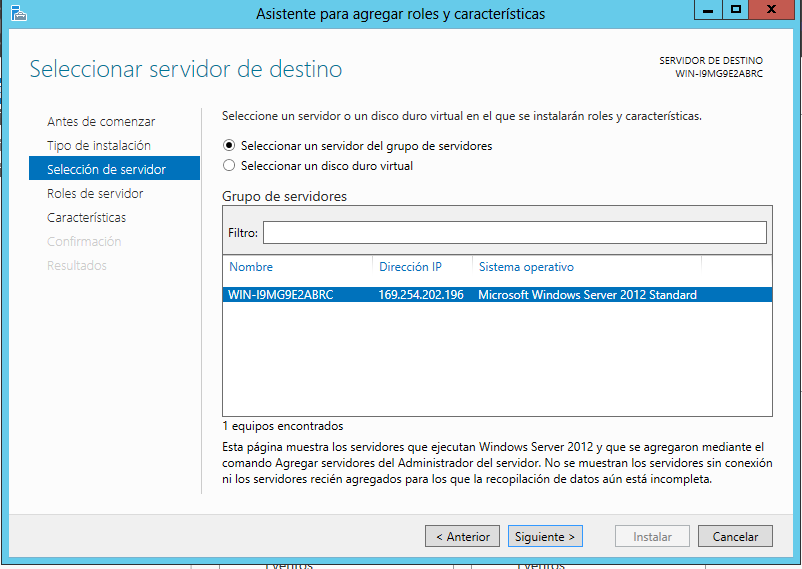 Asistente para agregar roles y características
Seleccionar servidor de destino
SERVIDOR DE DESTINO
WIN-I9MG9E2ABRC
Antes de comenzar
Tipo de instalación
Selección de servidor
Roles de servidor
Características
Confirmación
Resultados
Seleccione un servidor o un disco duro virtual en el que se instalarán roles y características.
Seleccionar un servidor del grupo de servidores
Seleccionar un disco duro virtual
Grupo de servidores
Filtro:
Nombre Dirección IP Sistema operativo
WIN-I9MG9E2ABRC 169.254.202.196 Microsoft Windows Server 2012 Standard
1 equipos encontrados
Esta página muestra los servidores que ejecutan Windows Server 2012 y que se agregaron mediante el
comando Agregar servidores del Administrador del servidor. No se muestran los servidores sin conexión
ni los servidores recién agregados para los que la recopilación de datos aún está incompleta.
< Anterior Siguiente > Instalar Cancelar